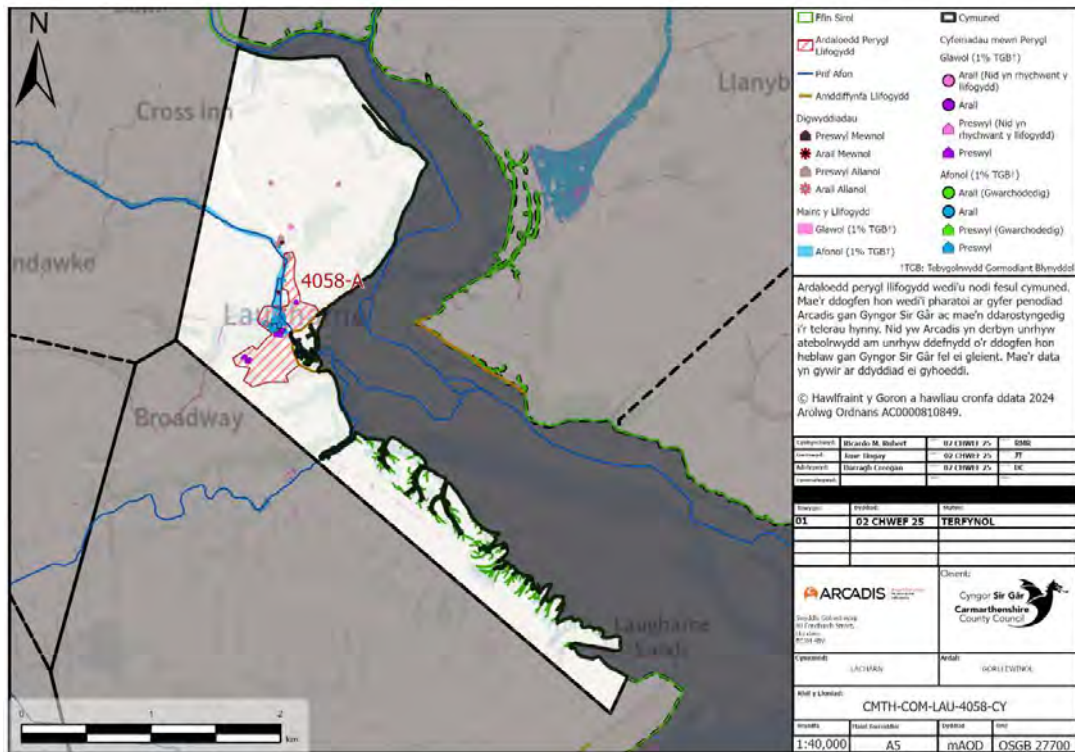 N
Cross Inn
Llanyb
ndawke
4058-A
Broadway
Laugharne
Sands
0 1 2
km
Ffin Sirol
Ardaloedd Perygl
Llifogydd
Prif Afon
Amddiffynfa Llifogydd
Digwyddiadau
Preswyl Mewnol
Arall Mewnol
Preswyl Allanol
Arall Allanol
Maint y Llifogydd
Glawol (1% TGB†)
Afonol (1% TGB†)
Cymuned
Cyfeiriadau mewn Perygl
Glawol (1% TGB†)
Arall (Nid yn rhychwant y
llifogydd)
Arall
Preswyl (Nid yn
rhychwant y llifogydd)
Preswyl
Afonol (1% TGB†)
Arall (Gwarchodedig)
Arall
Preswyl (Gwarchodedig)
Preswyl
†TGB: Tebygolrwydd Gormodiant Blynyddol
Ardaloedd perygl llifogydd wedi'u nodi fesul cymuned.
Mae'r ddogfen hon wedi'i pharatoi ar gyfer penodiad
Arcadis gan Gyngor Sir Gâr ac mae'n ddarostyngedig
i'r telerau hynny. Nid yw Arcadis yn derbyn unrhyw
atebolrwydd am unrhyw ddefnydd o'r ddogfen hon
heblaw gan Gyngor Sir Gâr fel ei gleient. Mae'r data
yn gywir ar ddyddiad ei gyhoeddi.
© Hawlfraint y Goron a hawliau cronfa ddata 2024
Arolwg Ordnans AC0000810849.
Ricardo M. Robert 02 CHWEF 25 RMR
02 CHWEF 25 JT
Darragh Creegan 02 CHWEF 25 DC
01 02 CHWEF 25 TERFYNOL
ARCADIS
Cleient:
Cyngor Sir Gâr
Carmarthenshire
County Council
Cymuned:
LACHARN
Ardal:
GORLLEWINOL
CMTH-COM-LAU-4058-CY
1:40,000 A5 mAOD OSGB 27700